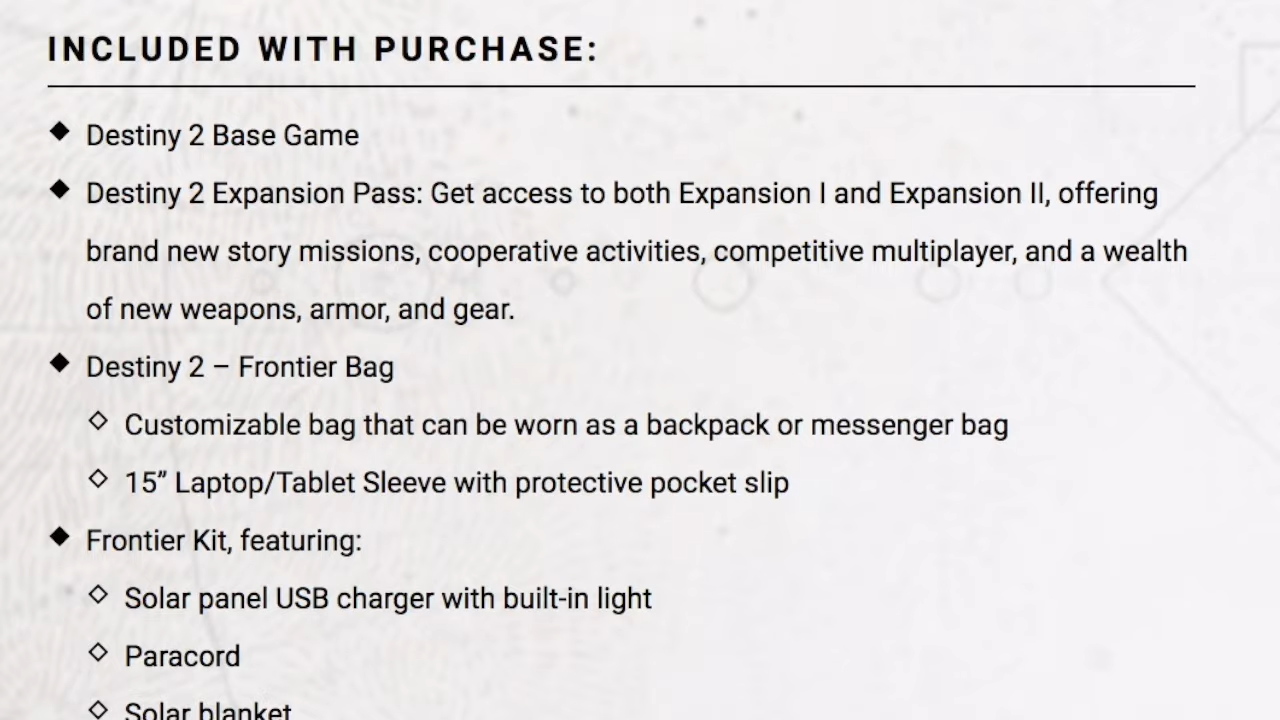 INCLUDED WITH PURCHASE:
Destiny 2 Base Game
Destiny 2 Expansion Pass: Get access to both Expansion I and Expansion II, offering
brand new story missions, cooperative activities, competitive multiplayer, and a wealth
of new weapons, armor, and gear.
Destiny 2 – Frontier Bag
Customizable bag that can be worn as a backpack or messenger bag
15” Laptop/Tablet Sleeve with protective pocket slip
Frontier Kit, featuring:
Solar panel USB charger with built-in light
Paracord
Solar blanket